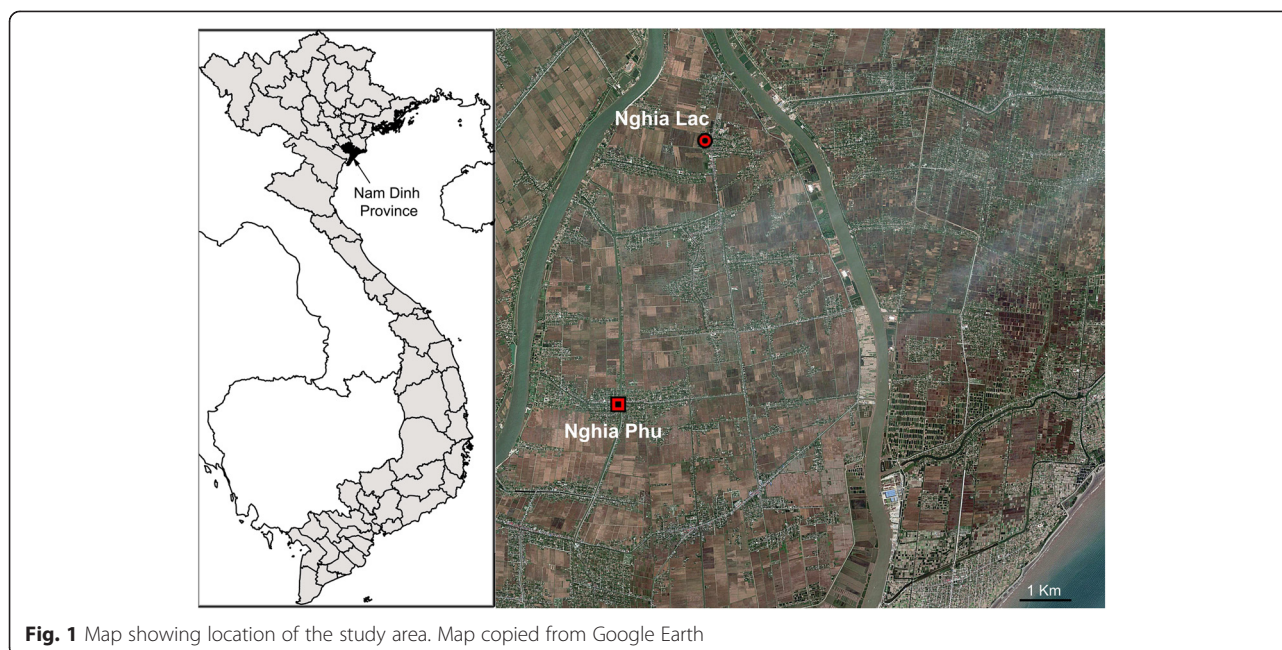 Nam Dinh
Province
Nghia Lac
Nghia Phu
1 Km
Fig. 1 Map showing location of the study area. Map copied from Google Earth